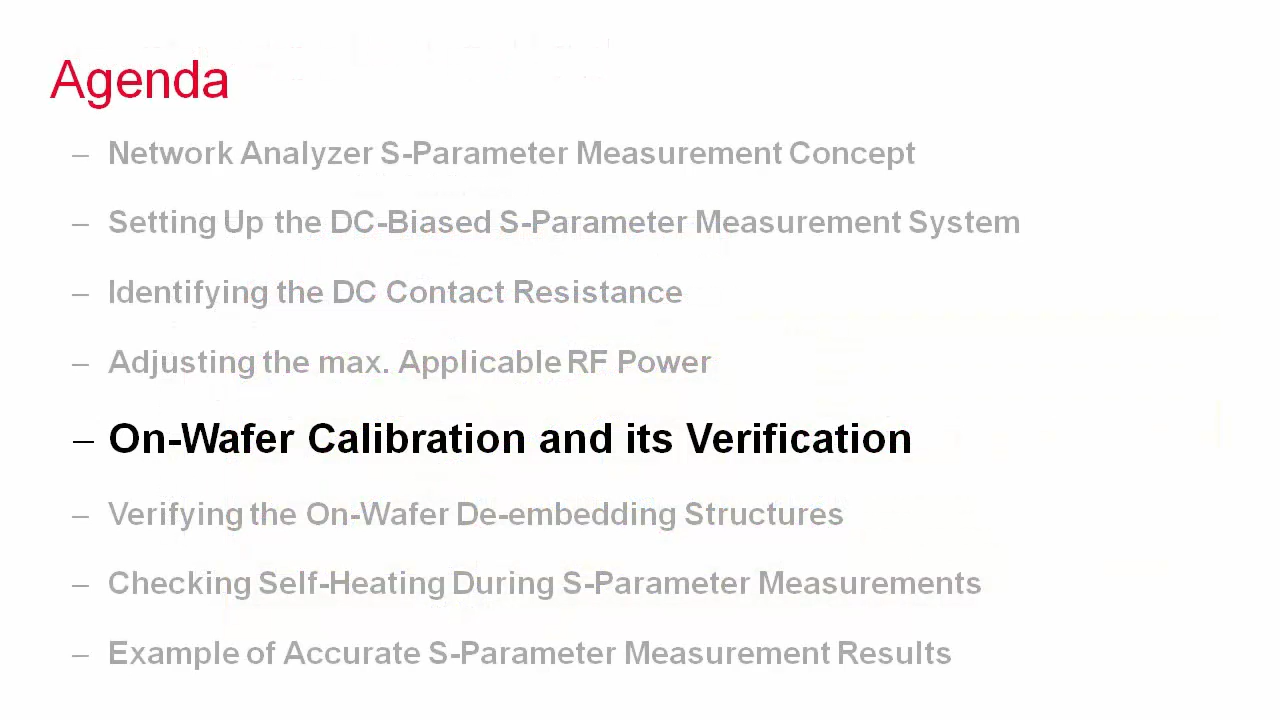 Agenda
– Network Analyzer S-Parameter Measurement Concept
– Setting Up the DC-Biased S-Parameter Measurement System
– Identifying the DC Contact Resistance
– Adjusting the max. Applicable RF Power
– On-Wafer Calibration and its Verification
– Verifying the On-Wafer De-embedding Structures
– Checking Self-Heating During S-Parameter Measurements
– Example of Accurate S-Parameter Measurement Results